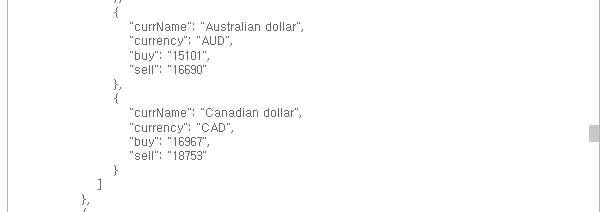 },
{
"currName": "Australian dollar",
"currency": "AUD",
"buy": "15101",
"sell": "16690"
},
{
"currName": "Canadian dollar",
"currency": "CAD",
"buy": "16967",
"sell": "18753"
}
]
},
{